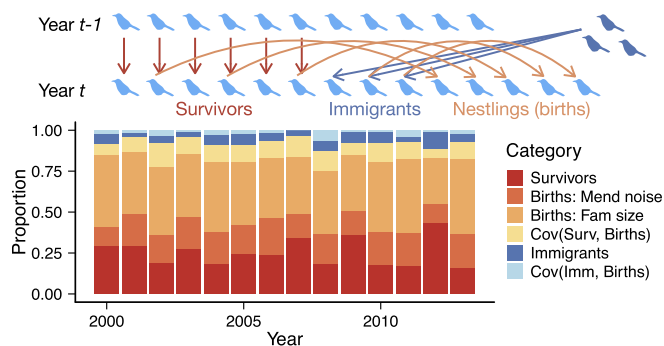 Year t-1
Year t
Survivors Immigrants Nestlings (births)
1.00
0.75
0.50
0.25
0.00
Proportion
2000 2005 2010
Year
Category
Survivors
Births: Mend noise
Births: Fam size
Cov(Surv, Births)
Immigrants
Cov(Imm, Births)